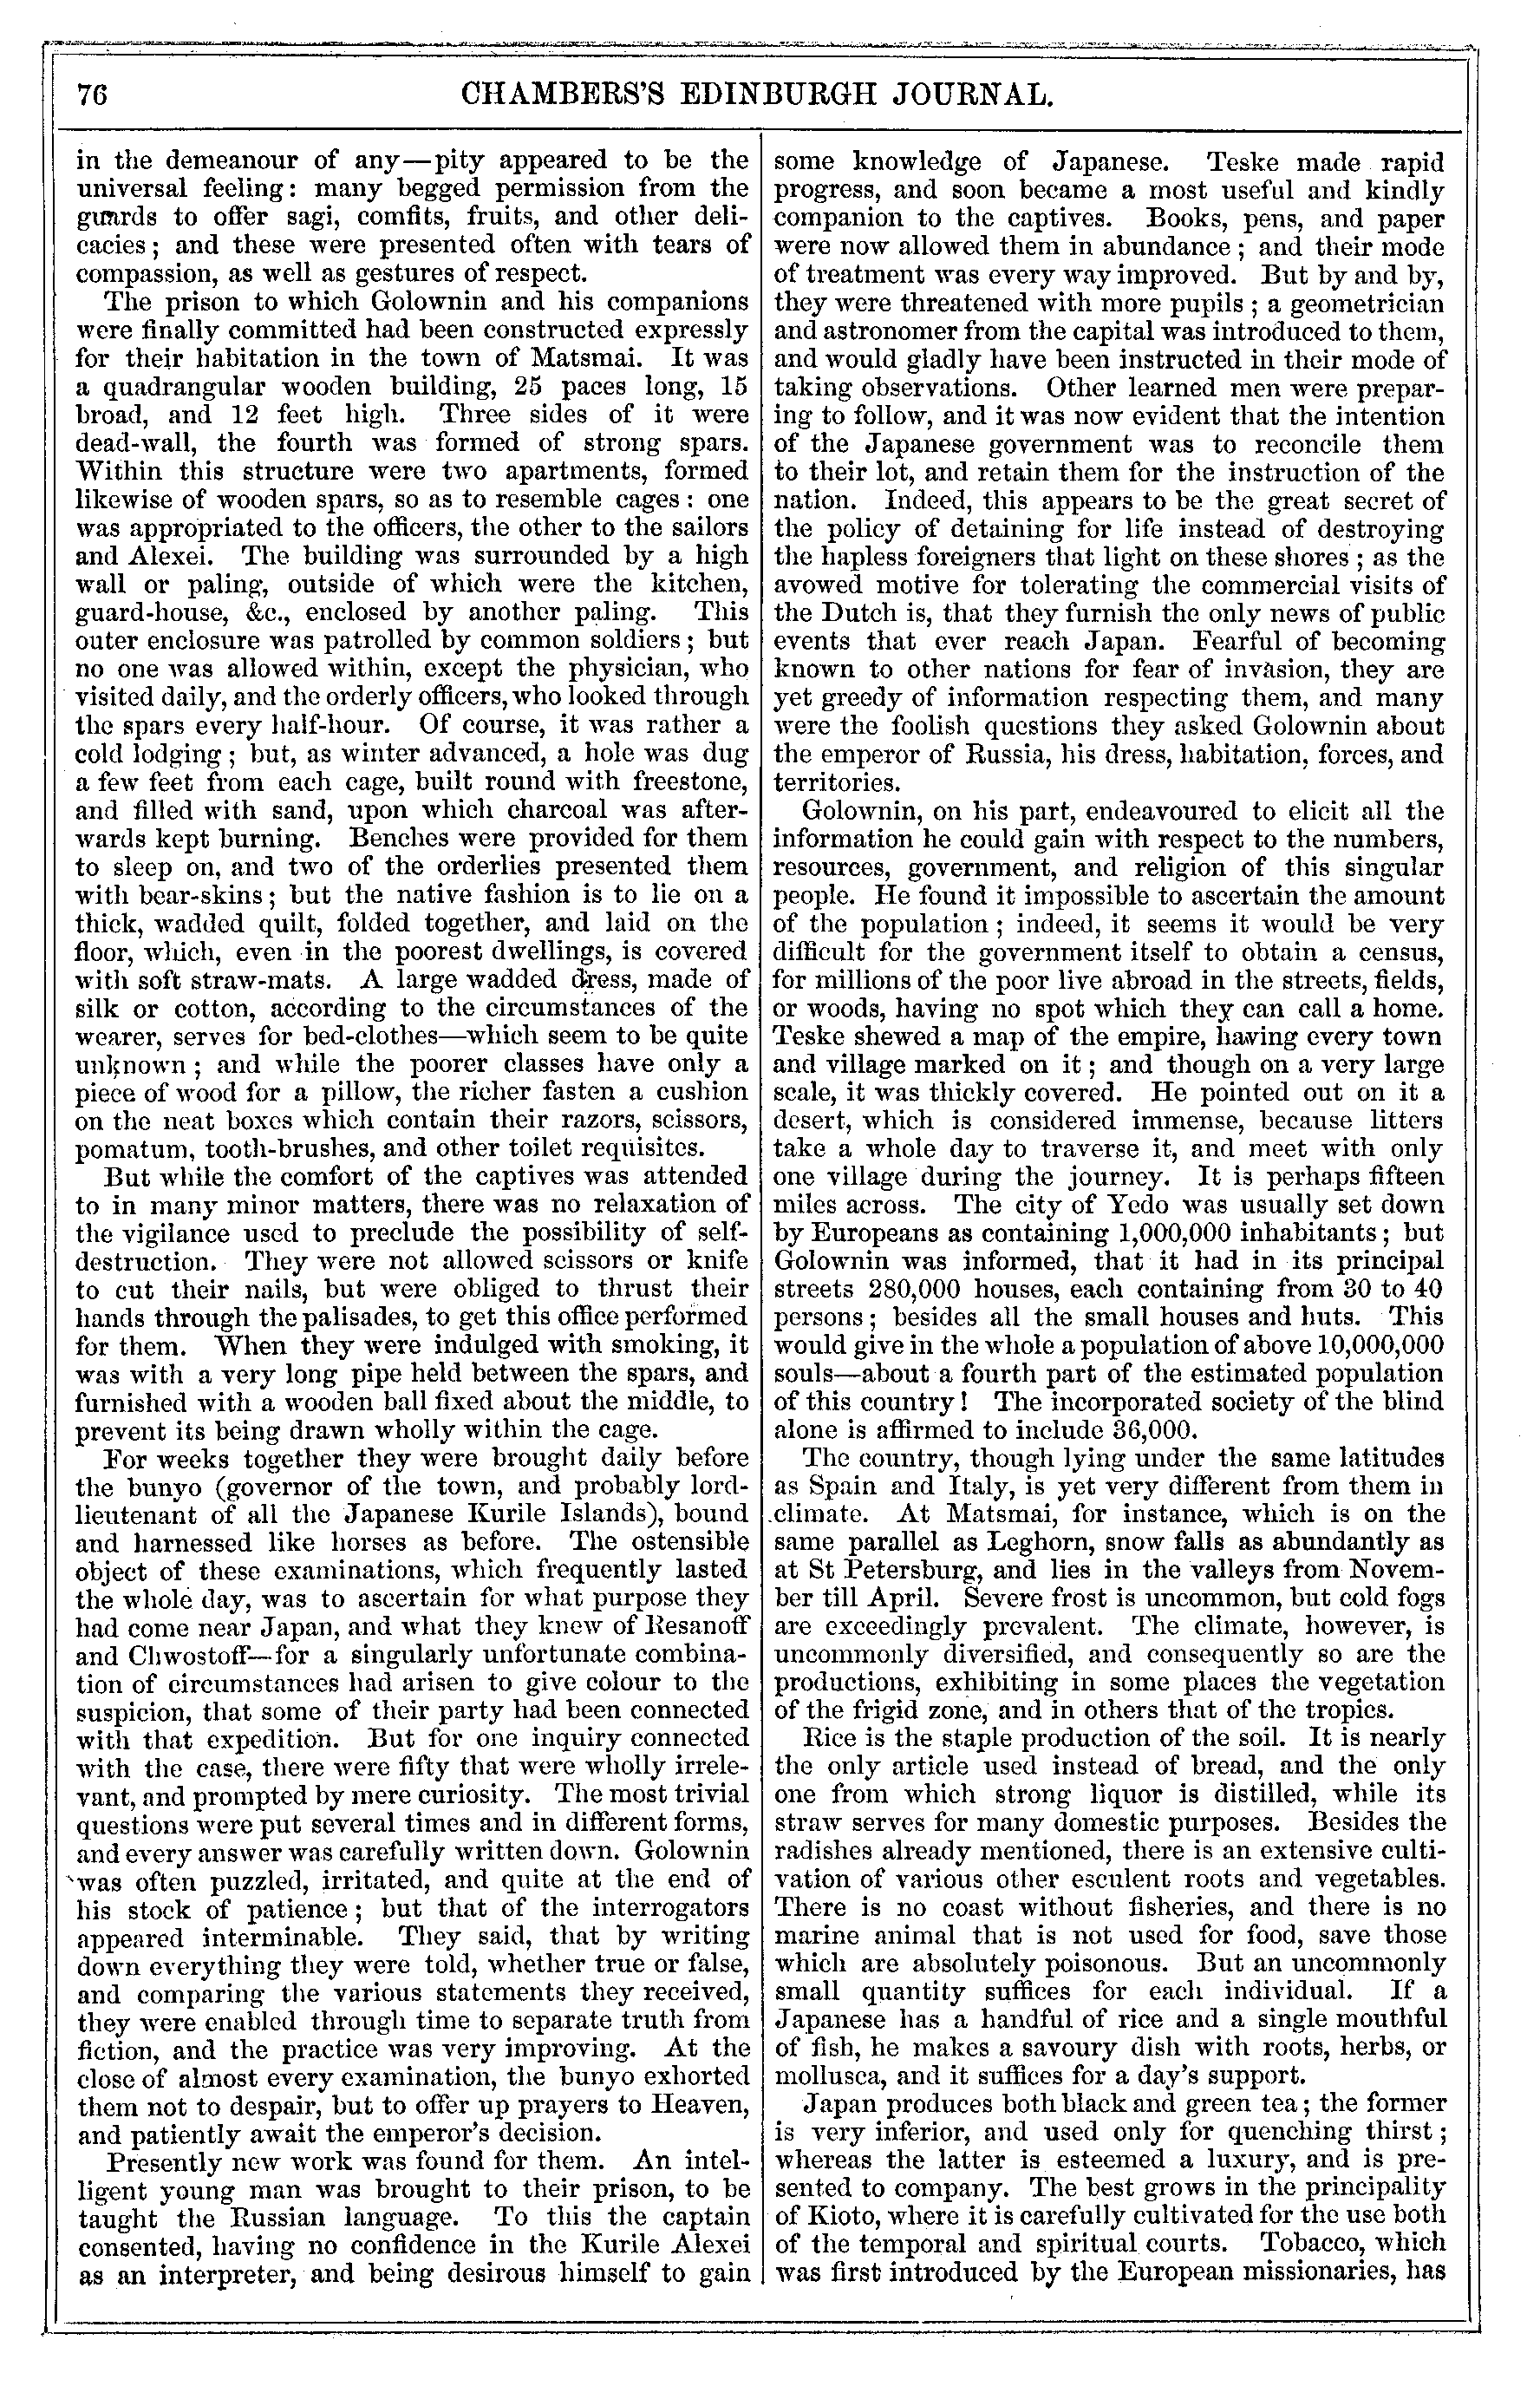 76
CHAMBERS'S EDINBURGH JOURNAL.
in the demeanour of any—pity appeared to be the
universal feeling: many begged permission from the
guards to offer sagi, comfits, fruits, and other deli-
cacies; and these were presented often with tears of
compassion, as well as gestures of respect.
The prison to which Golownin and his companions
were finally committed had been constructed expressly
for their habitation in the town of Matsmai. It was
a quadrangular wooden building, 25 paces long, 15
broad, and 12 feet high. Three sides of it were
dead-wall, the fourth was formed of strong spars.
Within this structure were two apartments, formed
likewise of wooden spars, so as to resemble cages: one
was appropriated to the officers, the other to the sailors
and Alexei. The building was surrounded by a high
wall or paling, outside of which were the kitchen,
guard-house, &c., enclosed by another paling. This
outer enclosure was patrolled by common soldiers; but
no one was allowed within, except the physician, who
visited daily, and the orderly officers, who looked through
the spars every half-hour. Of course, it was rather a
cold lodging; but, as winter advanced, a hole was dug
a few feet from each cage, built round with freestone,
and filled with sand, upon which charcoal was after-
wards kept burning. Benches were provided for them
to sleep on, and two of the orderlies presented them
with bear-skins; but the native fashion is to lie on a
thick, wadded quilt, folded together, and laid on the
floor, which, even in the poorest dwellings, is covered
with soft straw-mats. A large wadded dress, made of
silk or cotton, according to the circumstances of the
wearer, serves for bed-clothes—which seem to be quite
unknown; and while the poorer classes have only a
piece of wood for a pillow, the richer fasten a cushion
on the neat boxes which contain their razors, scissors,
pomatum, tooth-brushes, and other toilet requisites.
But while the comfort of the captives was attended
to in many minor matters, there was no relaxation of
the vigilance used to preclude the possibility of self-
destruction. They were not allowed scissors or knife
to cut their nails, but were obliged to thrust their
hands through the palisades, to get this office performed
for them. When they were indulged with smoking, it
was with a very long pipe held between the spars, and
furnished with a wooden ball fixed about the middle, to
prevent its being drawn wholly within the cage.
For weeks together they were brought daily before
the bunyo (governor of the town, and probably lord-
lieutenant of all the Japanese Kurile Islands), bound
and harnessed like horses as before. The ostensible
object of these examinations, which frequently lasted
the whole day, was to ascertain for what purpose they
had come near Japan, and what they knew of Resanoff
and Chwostoff—for a singularly unfortunate combina-
tion of circumstances had arisen to give colour to the
suspicion, that some of their party had been connected
with that expedition. But for one inquiry connected
with the case, there were fifty that were wholly irrele-
vant, and prompted by mere curiosity. The most trivial
questions were put several times and in different forms,
and every answer was carefully written down. Golownin
was often puzzled, irritated, and quite at the end of
his stock of patience; but that of the interrogators
appeared interminable. They said, that by writing
down everything they were told, whether true or false,
and comparing the various statements they received,
they were enabled through time to separate truth from
fiction, and the practice was very improving. At the
close of almost every examination, the bunyo exhorted
them not to despair, but to offer up prayers to Heaven,
and patiently await the emperor's decision.
Presently new work was found for them. An intel-
ligent young man was brought to their prison, to be
taught the Russian language. To this the captain
consented, having no confidence in the Kurile Alexei
as an interpreter, and being desirous himself to gain
some knowledge of Japanese. Teske made rapid
progress, and soon became a most useful and kindly
companion to the captives. Books, pens, and paper
were now allowed them in abundance; and their mode
of treatment was every way improved. But by and by,
they were threatened with more pupils; a geometrician
and astronomer from the capital was introduced to them,
and would gladly have been instructed in their mode of
taking observations. Other learned men were prepar-
ing to follow, and it was now evident that the intention
of the Japanese government was to reconcile them
to their lot, and retain them for the instruction of the
nation. Indeed, this appears to be the great secret of
the policy of detaining for life instead of destroying
the hapless foreigners that light on these shores; as the
avowed motive for tolerating the commercial visits of
the Dutch is, that they furnish the only news of public
events that ever reach Japan. Fearful of becoming
known to other nations for fear of invasion, they are
yet greedy of information respecting them, and many
were the foolish questions they asked Golownin about
the emperor of Russia, his dress, habitation, forces, and
territories.
Golownin, on his part, endeavoured to elicit all the
information he could gain with respect to the numbers,
resources, government, and religion of this singular
people. He found it impossible to ascertain the amount
of the population; indeed, it seems it would be very
difficult for the government itself to obtain a census,
for millions of the poor live abroad in the streets, fields,
or woods, having no spot which they can call a home.
Teske shewed a map of the empire, having every town
and village marked on it; and though on a very large
scale, it was thickly covered. He pointed out on it a
desert, which is considered immense, because litters
take a whole day to traverse it, and meet with only
one village during the journey. It is perhaps fifteen
miles across. The city of Yedo was usually set down
by Europeans as containing 1,000,000 inhabitants; but
Golownin was informed, that it had in its principal
streets 280,000 houses, each containing from 30 to 40
persons; besides all the small houses and huts. This
would give in the whole a population of above 10,000,000
souls—about a fourth part of the estimated population
of this country! The incorporated society of the blind
alone is affirmed to include 36,000.
The country, though lying under the same latitudes
as Spain and Italy, is yet very different from them in
climate. At Matsmai, for instance, which is on the
same parallel as Leghorn, snow falls as abundantly as
at St Petersburg, and lies in the valleys from Novem-
ber till April. Severe frost is uncommon, but cold fogs
are exceedingly prevalent. The climate, however, is
uncommonly diversified, and consequently so are the
productions, exhibiting in some places the vegetation
of the frigid zone, and in others that of the tropics.
Rice is the staple production of the soil. It is nearly
the only article used instead of bread, and the only
one from which strong liquor is distilled, while its
straw serves for many domestic purposes. Besides the
radishes already mentioned, there is an extensive culti-
vation of various other esculent roots and vegetables.
There is no coast without fisheries, and there is no
marine animal that is not used for food, save those
which are absolutely poisonous. But an uncommonly
small quantity suffices for each individual. If a
Japanese has a handful of rice and a single mouthful
of fish, he makes a savoury dish with roots, herbs, or
mollusca, and it suffices for a day's support.
Japan produces both black and green tea; the former
is very inferior, and used only for quenching thirst;
whereas the latter is esteemed a luxury, and is pre-
sented to company. The best grows in the principality
of Kioto, where it is carefully cultivated for the use both
of the temporal and spiritual courts. Tobacco, which
was first introduced by the European missionaries, has